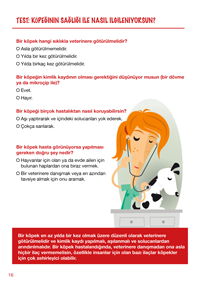 TEST: KÖPEĞİNİN SAĞLIĞI İLE NASIL İLGİLENİYORSUN?
Bir köpek hangi sıklıkla veterinere götürülmelidir?
O Asla götürülmemelidir.
O Yılda bir kez götürülmelidir.
O Yılda birkaç kez götürülmelidir.
Bir köpeğin kimlik kaydının olması gerektiğini düşünüyor musun (bir dövme
ya da mikroçip ile)?
O Evet.
O Hayır.
Bir köpeği birçok hastalıktan nasıl koruyabilirsin?
O Aşı yaptırarak ve içindeki solucanları yok ederek.
O Çokça sarılarak.
Bir köpek hasta görünüyorsa yapılması
gereken doğru şey nedir?
O Hayvanlar için olan ya da evde ailen için
bulunan haplardan ona biraz vermek.
O Bir veterinere danışmak veya en azından
tavsiye almak için onu aramak.
Bir köpek en az yılda bir kez olmak üzere düzenli olarak veterinere
götürülmelidir ve kimlik kaydı yapılmalı, aşılanmalı ve solucanlardan
arındırılmalıdır. Bir köpek hastalandığında, veterinere danışmadan ona asla
hiçbir ilaç vermemelisin, özellikle insanlar için olan bazı ilaçlar köpekler
için çok zehirleyici olabilir.
16